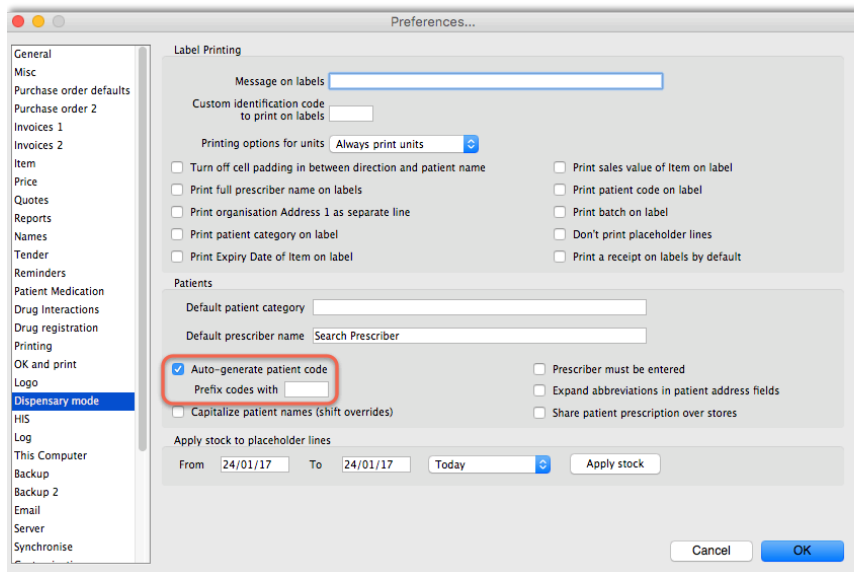 Preferences...
General
Misc
Purchase order defaults
Purchase order 2
Invoices 1
Invoices 2
Item
Price
Quotes
Reports
Names
Tender
Reminders
Patient Medication
Drug Interactions
Drug registration
Printing
OK and print
Logo
Dispensary mode
HIS
Log
This Computer
Backup
Backup 2
Email
Server
Synchronise
Label Printing
Message on labels
Custom identification code
to print on labels
Printing options for units Always print units
Turn off cell padding in between direction and patient name
Print full prescriber name on labels
Print organisation Address 1 as separate line
Print patient category on label
Print Expiry Date of Item on label
Print sales value of Item on label
Print patient code on label
Print batch on label
Don't print placeholder lines
Print a receipt on labels by default
Patients
Default patient category
Default prescriber name Search Prescriber
Auto-generate patient code
Prefix codes with
Capitalize patient names (shift overrides)
Prescriber must be entered
Expand abbreviations in patient address fields
Share patient prescription over stores
Apply stock to placeholder lines
From 24/01/17 To 24/01/17 Today Apply stock
Cancel OK